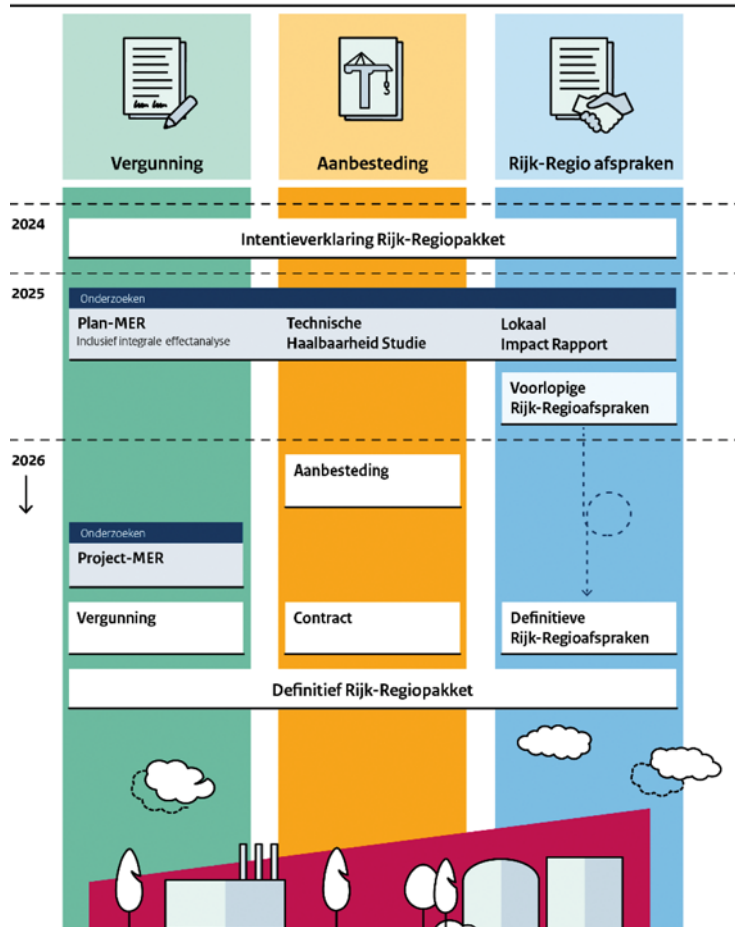 Vergunning
Aanbesteding
Rijk-Regio afspraken
2024
Intentieverklaring Rijk-Regiopakket
2025
Onderzoeken
Plan-MER
Inclusief integrale effectanalyse
Technische
Haalbaarheid Studie
Lokaal
Impact Rapport
Voorlopige
Rijk-Regioafspraken
2026
Aanbesteding
Onderzoeken
Project-MER
Vergunning
Contract
Definitieve
Rijk-Regioafspraken
Definitief Rijk-Regiopakket